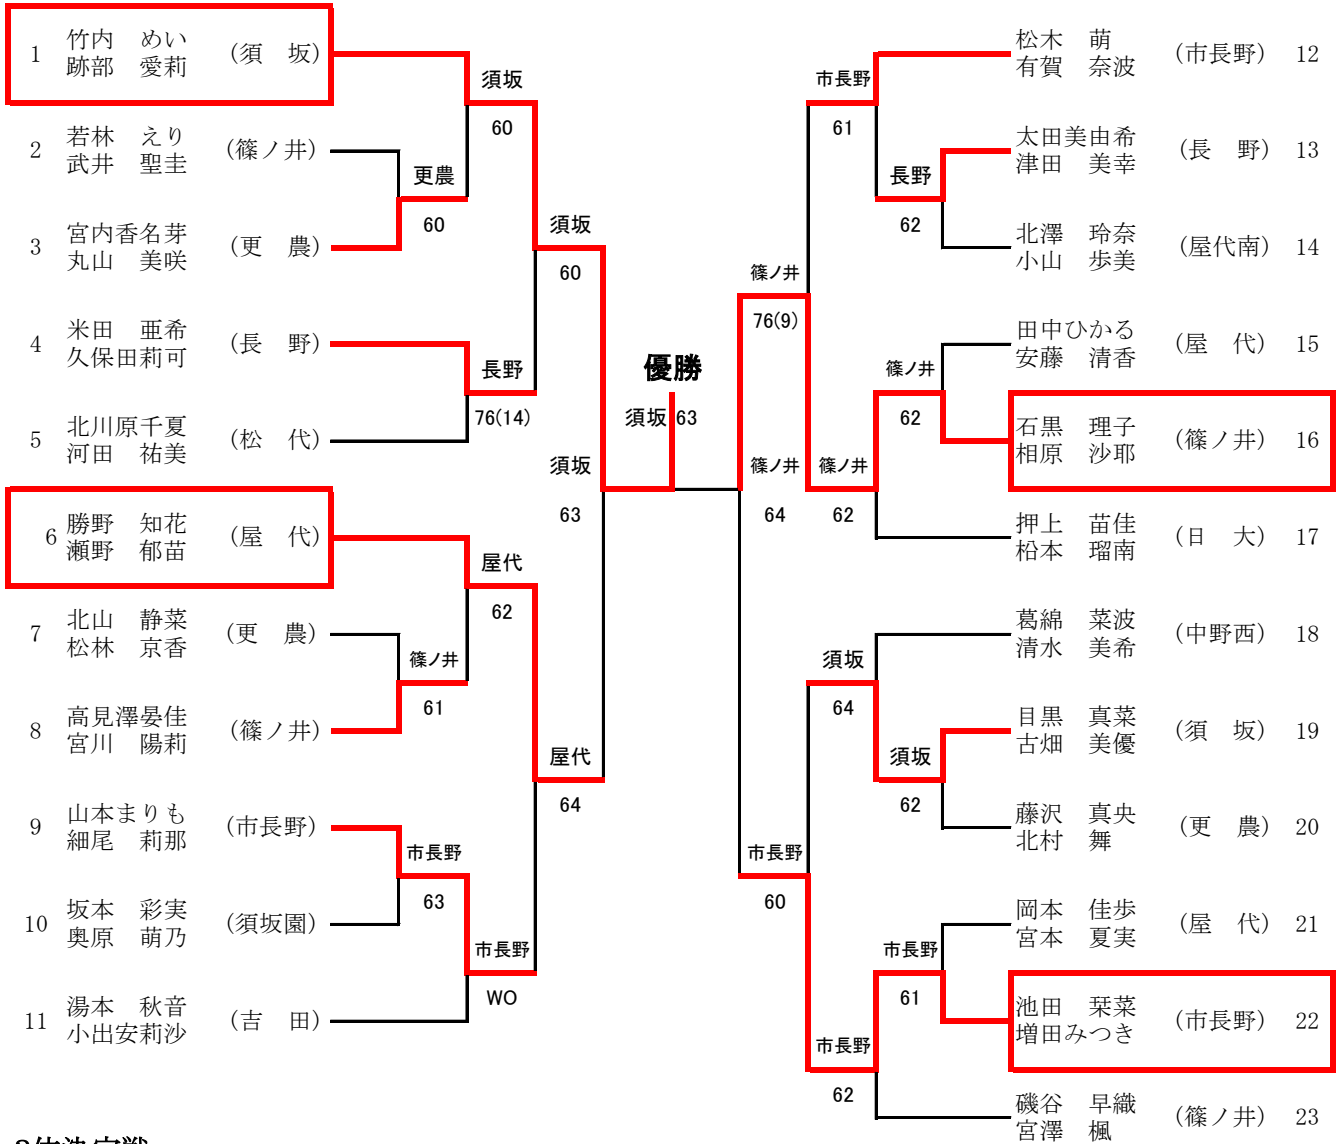 1 竹内　めい 跡部　愛莉 (須　坂)
2 若林　えり 武井　聖圭 (篠ノ井)
3 宮内香名芽 丸山　美咲 (更　農)
4 米田　亜希 久保田莉可 (長　野)
5 北川原千夏 河田　祐美 (松　代)
6 勝野　知花 瀬野　郁苗 (屋　代)
7 北山　静菜 松林　京香 (更　農)
8 高見澤晏佳 宮川　陽莉 (篠ノ井)
9 山本まりも 細尾　莉那 (市長野)
10 坂本　彩実 奥原　萌乃 (須坂園)
11 湯本　秋音 小出安莉沙 (吉　田)
更農
60
篠ノ井
61
市長野
63
須坂
60
長野
76(14)
屋代
62
市長野
WO
須坂
60
屋代
64
須坂
63
優勝
須坂 63
篠ノ井
64
篠ノ井
76(9)
市長野
60
市長野
61
篠ノ井
62
須坂
64
市長野
62
長野
62
篠ノ井
62
須坂
62
市長野
61
松木　萌 有賀　奈波 (市長野) 12
太田美由希 津田　美幸 (長　野) 13
北澤　玲奈 小山　歩美 (屋代南) 14
田中ひかる 安藤　清香 (屋　代) 15
石黒　理子 相原　沙耶 (篠ノ井) 16
押上　苗佳 松本　瑠南 (日　大) 17
葛綿　菜波 清水　美希 (中野西) 18
目黒　真菜 古畑　美優 (須　坂) 19
藤沢　真央 北村　舞 (更　農) 20
岡本　佳歩 宮本　夏実 (屋　代) 21
池田　栞菜 増田みつき (市長野) 22
磯谷　早織 宮澤　楓 (篠ノ井) 23